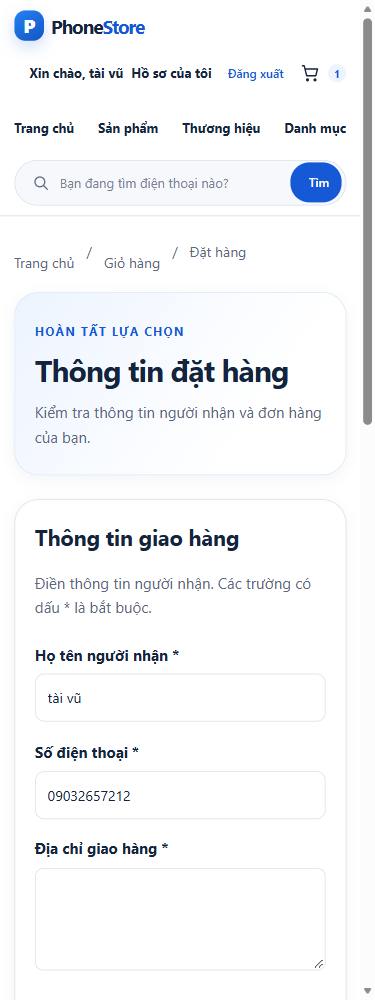 P PhoneStore
Xin chào, tài vũ Hồ sơ của tôi Đăng xuất 1
Trang chủ Sản phẩm Thương hiệu Danh mục
Bạn đang tìm điện thoại nào? Tìm
Trang chủ / Giỏ hàng / Đặt hàng
HOÀN TẤT LỰA CHỌN
Thông tin đặt hàng
Kiểm tra thông tin người nhận và đơn hàng
của bạn.
Thông tin giao hàng
Điền thông tin người nhận. Các trường có
dấu * là bắt buộc.
Họ tên người nhận *
tài vũ
Số điện thoại *
09032657212
Địa chỉ giao hàng *